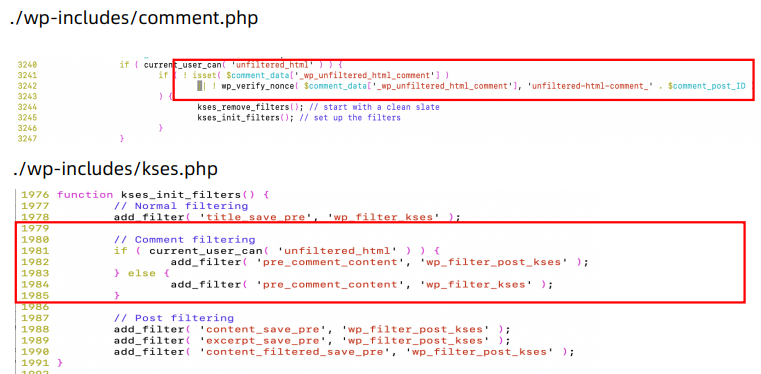 ./wp-includes/comment.php
3240 if ( current_user_can( 'unfiltered_html' ) ) {
3241 if ( ! isset( $comment_data['_wp_unfiltered_html_comment'] )
3242 || ! wp_verify_nonce( $comment_data['_wp_unfiltered_html_comment'], 'unfiltered-html-comment_' . $comment_post_ID )
3243 ) {
3244 kses_remove_filters(); // start with a clean slate
3245 kses_init_filters(); // set up the filters
3246 }
3247 }
./wp-includes/kses.php
1976 function kses_init_filters() {
1977 // Normal filtering
1978 add_filter( 'title_save_pre', 'wp_filter_kses' );
1979
1980 // Comment filtering
1981 if ( current_user_can( 'unfiltered_html' ) ) {
1982 add_filter( 'pre_comment_content', 'wp_filter_post_kses' );
1983 } else {
1984 add_filter( 'pre_comment_content', 'wp_filter_kses' );
1985 }
1986
1987 // Post filtering
1988 add_filter( 'content_save_pre', 'wp_filter_post_kses' );
1989 add_filter( 'excerpt_save_pre', 'wp_filter_post_kses' );
1990 add_filter( 'content_filtered_save_pre', 'wp_filter_post_kses' );
1991 }